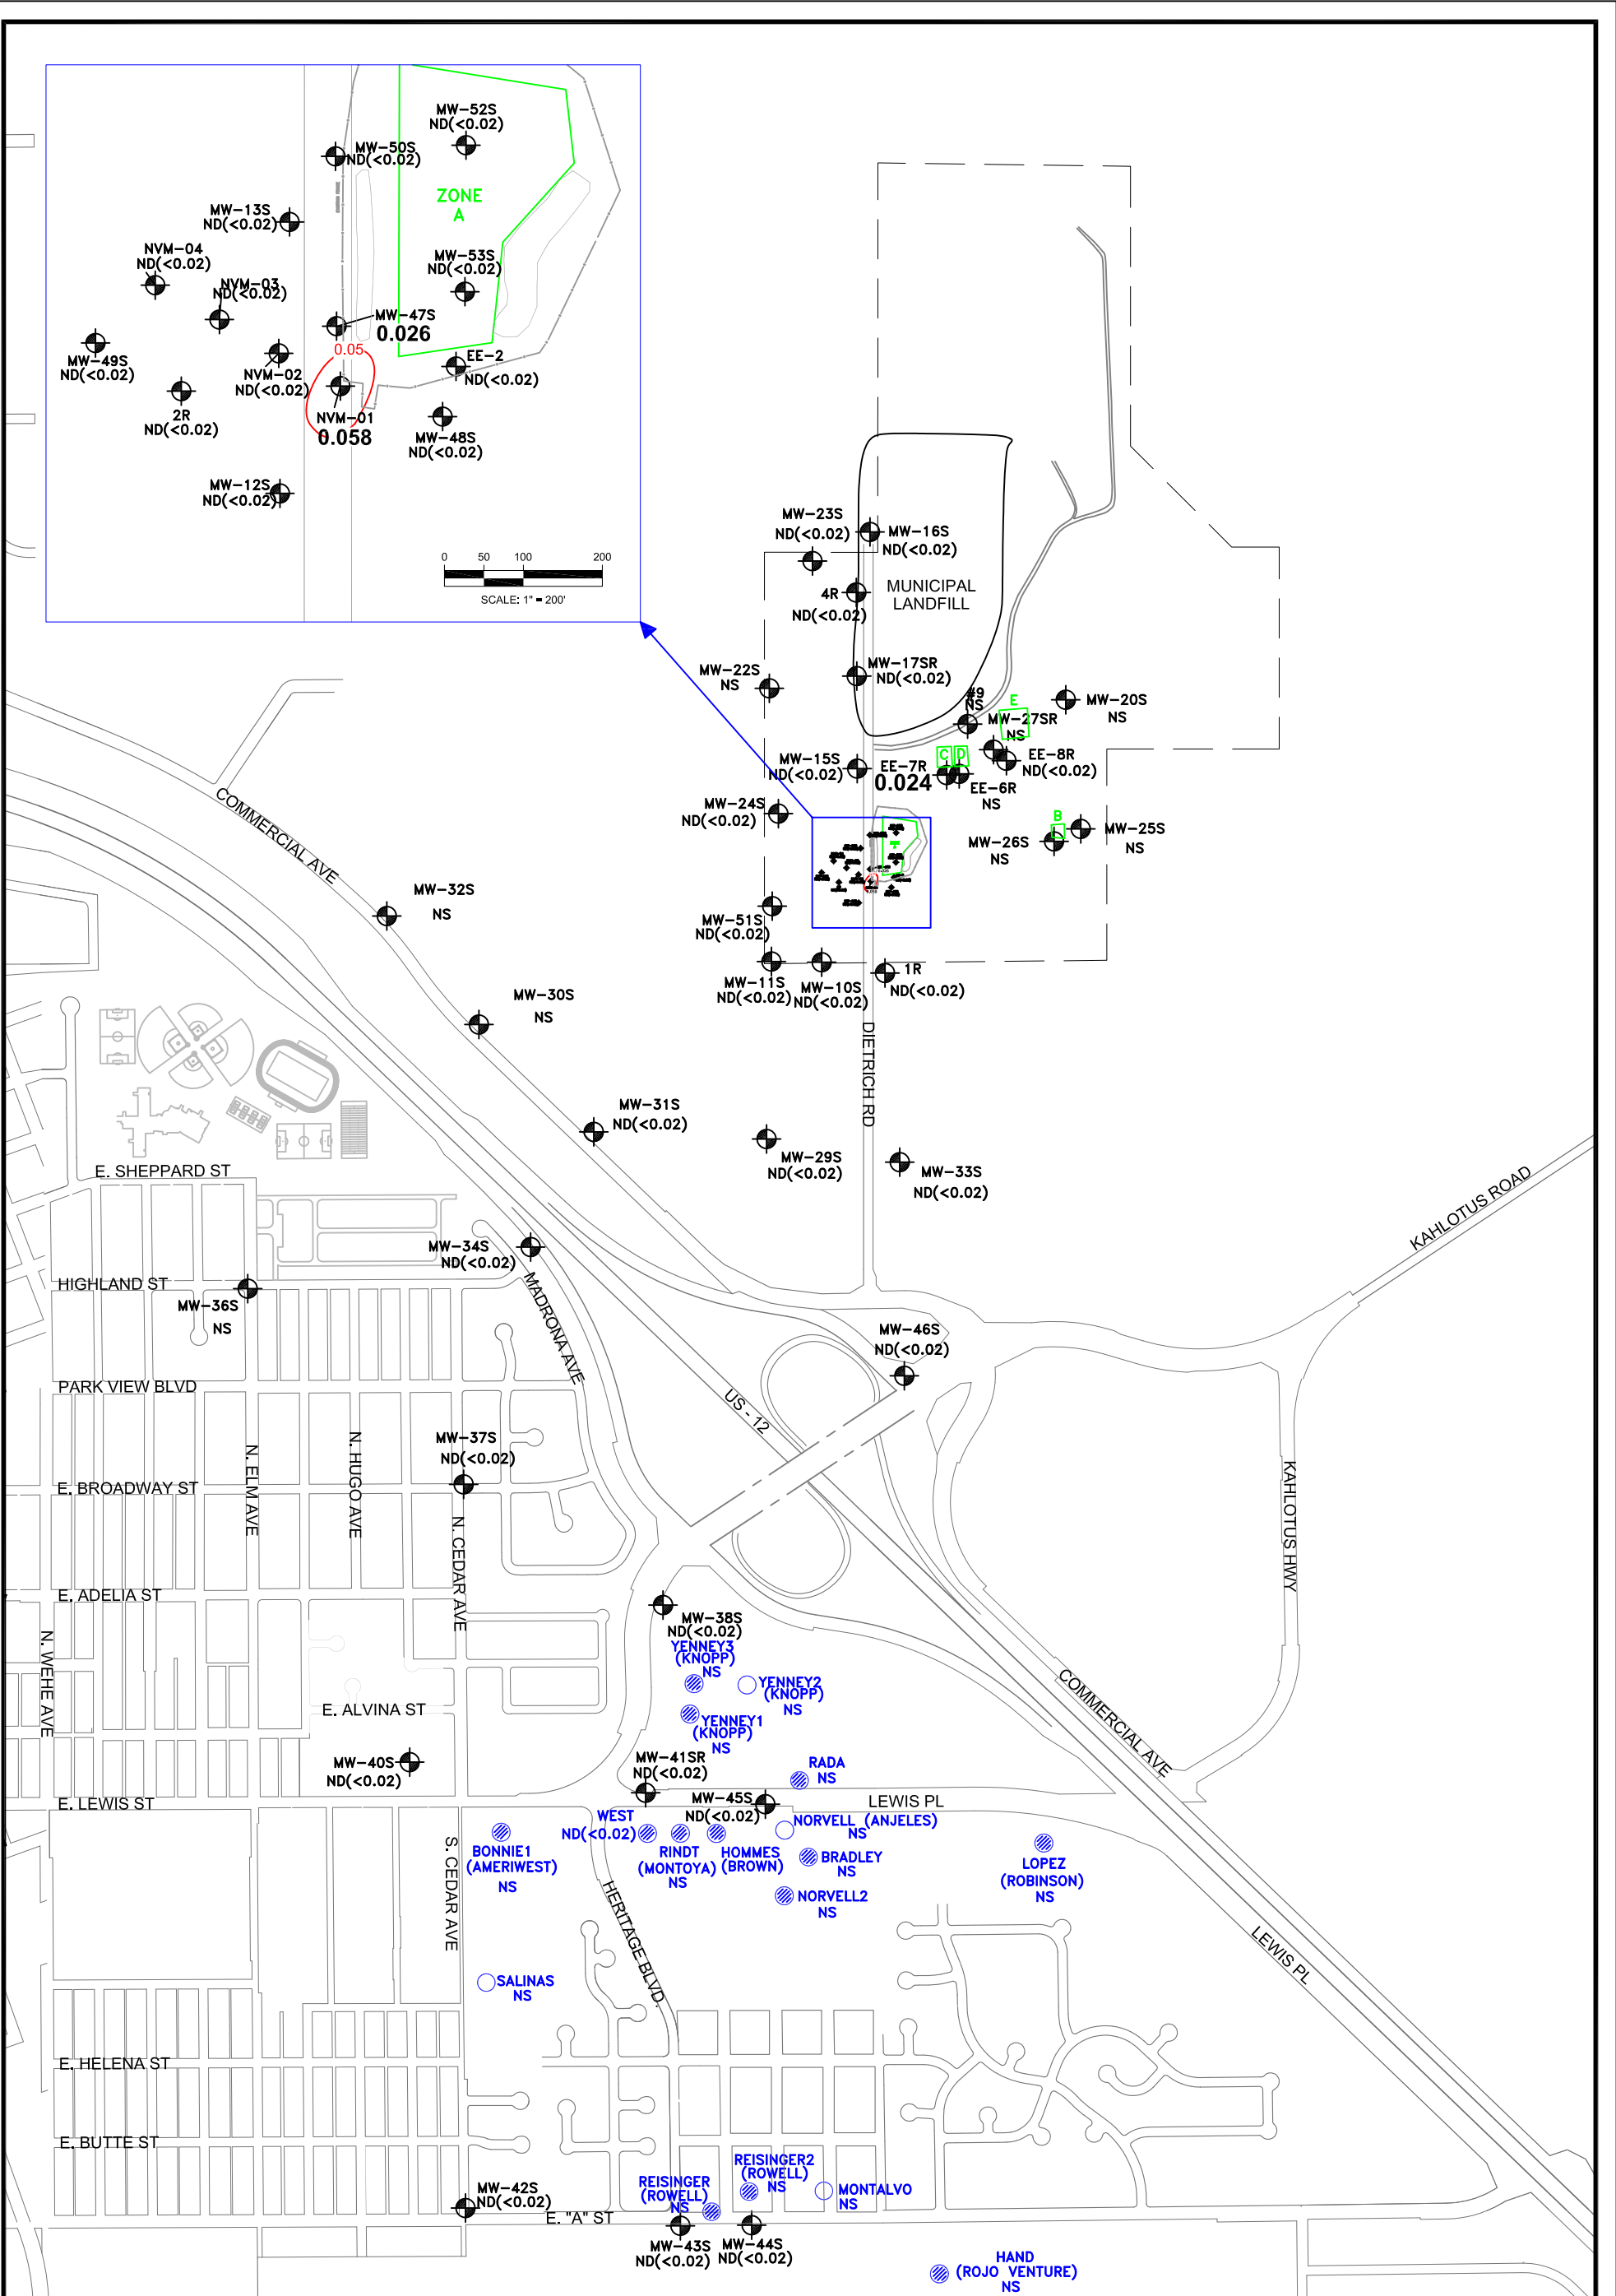 MW-52S
ND(<0.02)
MW-50S
ND(<0.02)
ZONE
A
MW-13S
ND(<0.02)
NVM-04
ND(<0.02)
MW-53S
ND(<0.02)
NVM-03
ND(<0.02)
MW-47S
0.026
0.05
MW-49S
ND(<0.02)
EE-2
ND(<0.02)
NVM-02
ND(<0.02)
2R
ND(<0.02)
NVM-01
0.058
MW-48S
ND(<0.02)
MW-12S
ND(<0.02)
0 50 100 200
SCALE: 1" = 200'
MW-23S
ND(<0.02)
MW-16S
ND(<0.02)
4R
ND(<0.02)
MUNICIPAL
LANDFILL
MW-17SR
ND(<0.02)
MW-22S
NS
#9
NS
E
MW-20S
NS
MW-27SR
NS
MW-15S
ND(<0.02)
EE-7R
0.024
C
D
EE-8R
ND(<0.02)
EE-6R
NS
MW-24S
ND(<0.02)
B
MW-25S
NS
MW-26S
NS
COMMERCIAL AVE
MW-32S
NS
MW-51S
ND(<0.02)
MW-11S
ND(<0.02)
MW-10S
ND(<0.02)
1R
ND(<0.02)
MW-30S
NS
DIETRICH RD
MW-31S
ND(<0.02)
MW-29S
ND(<0.02)
MW-33S
ND(<0.02)
E. SHEPPARD ST
KAHLOTUS ROAD
MW-34S
ND(<0.02)
HIGHLAND ST
MW-36S
NS
MADRONA AVE
MW-46S
ND(<0.02)
PARK VIEW BLVD
US - 12
MW-37S
ND(<0.02)
N. ELM AVE
N. HUGO AVE
E. BROADWAY ST
N. CEDAR AVE
KAHLOTUS HWY
E. ADELIA ST
MW-38S
ND(<0.02)
N. WEHE AVE
YENNEY3
(KNOPP)
NS
YENNEY2
(KNOPP)
NS
COMMERCIAL AVE
E. ALVINA ST
YENNEY1
(KNOPP)
NS
MW-40S
ND(<0.02)
MW-41SR
ND(<0.02)
RADA
NS
E. LEWIS ST
MW-45S
ND(<0.02)
LEWIS PL
WEST
ND(<0.02)
NORVELL (ANJELES)
NS
BONNIE1
(AMERIWEST)
NS
RINDT
(MONTOYA)
NS
HOMMES
(BROWN)
BRADLEY
NS
LOPEZ
(ROBINSON)
NS
NORVELL2
NS
S. CEDAR AVE
HERITAGE BLVD.
LEWIS PL
SALINAS
NS
E. HELENA ST
E. BUTTE ST
REISINGER2
(ROWELL)
NS
REISINGER
(ROWELL)
NS
MONTALVO
NS
MW-42S
ND(<0.02)
E. "A" ST
MW-43S
ND(<0.02)
MW-44S
ND(<0.02)
HAND
(ROJO VENTURE)
NS